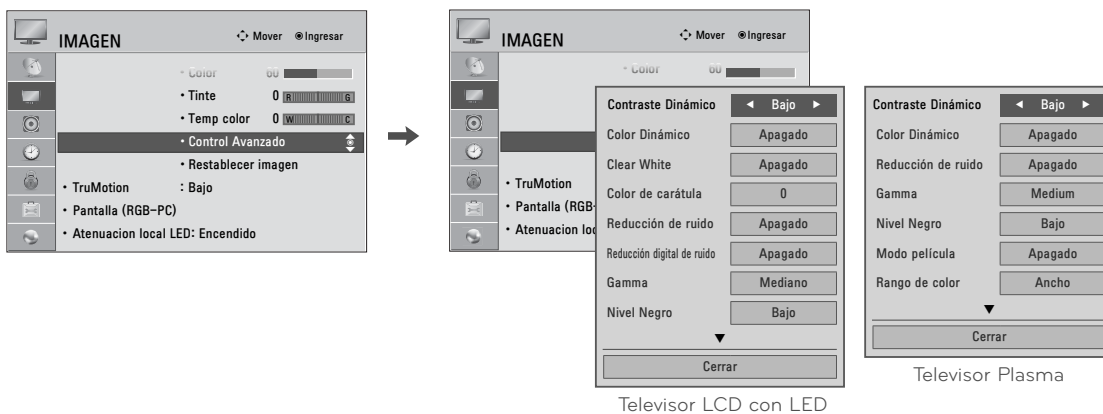 IMAGEN
Mover
Ingresar
• Color 60
• Tinte 0 R G
• Temp color 0 W C
• Control Avanzado
• Restablecer imagen
• TruMotion : Bajo
• Pantalla (RGB-PC)
• Atenuacion local LED: Encendido
IMAGEN
Mover
Ingresar
• Color 60
• TruMotion
• Pantalla (RGB-
• Atenuacion loc
Contraste Dinámico ◄ Bajo ►
Color Dinámico Apagado
Clear White Apagado
Color de carátula 0
Reducción de ruido Apagado
Reducción digital de ruido Apagado
Gamma Mediano
Nivel Negro Bajo
▼
Cerrar
Televisor LCD con LED
Contraste Dinámico ◄ Bajo ►
Color Dinámico Apagado
Reducción de ruido Apagado
Gamma Medium
Nivel Negro Bajo
Modo película Apagado
Rango de color Ancho
▼
Cerrar
Televisor Plasma